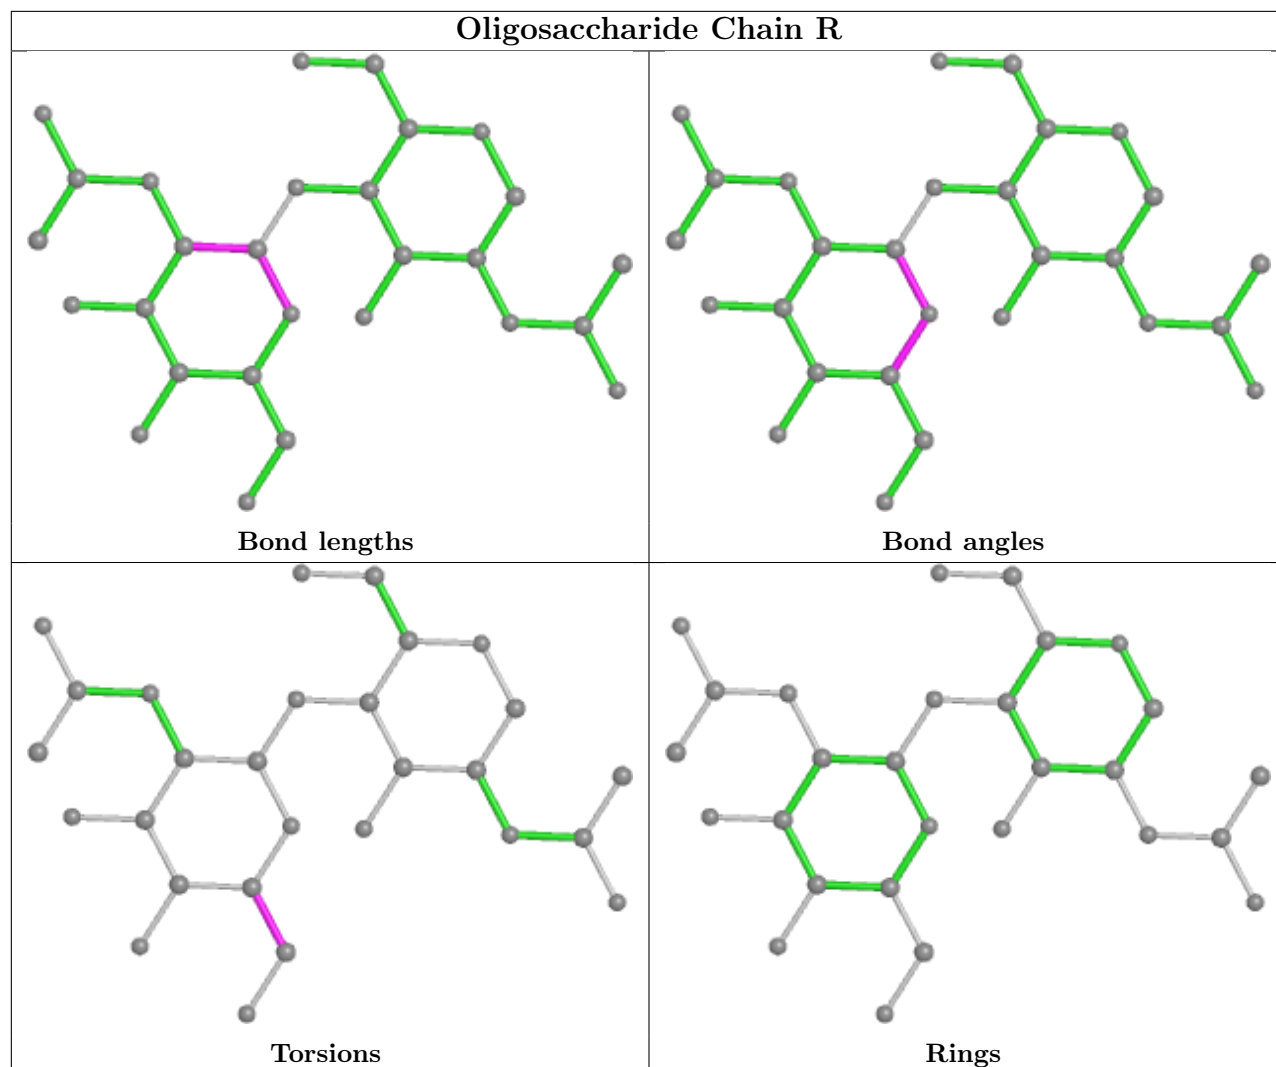 Oligosaccharide Chain R
Bond lengths
Bond angles
Torsions
Rings